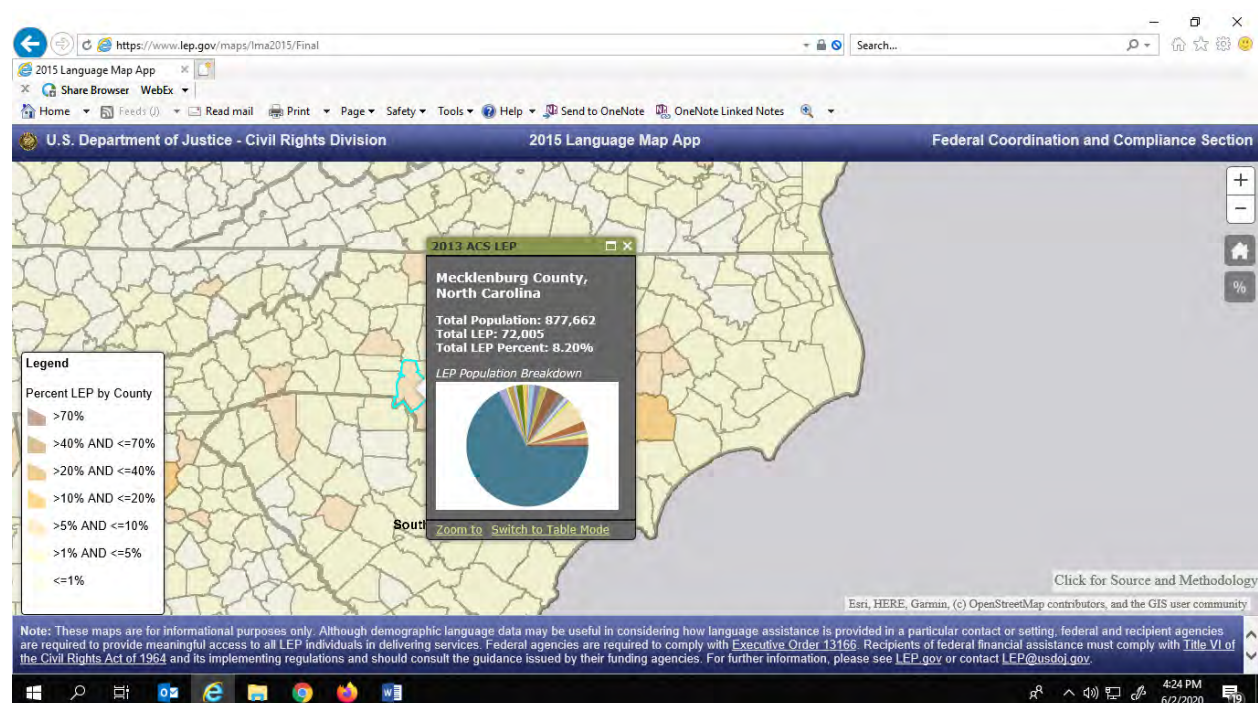 https://www.lep.gov/maps/lma2015/Final
Search...
2015 Language Map App
Share Browser WebEx
Home Feeds (J) Read mail Print Page Safety Tools Help Send to OneNote OneNote Linked Notes
U.S. Department of Justice - Civil Rights Division 2015 Language Map App Federal Coordination and Compliance Section
+
−
%
2013 ACS LEP
Mecklenburg County,
North Carolina
Total Population: 877,662
Total LEP: 72,005
Total LEP Percent: 8.20%
LEP Population Breakdown
Zoom to Switch to Table Mode
Legend
Percent LEP by County
>70%
>40% AND <=70%
>20% AND <=40%
>10% AND <=20%
>5% AND <=10%
>1% AND <=5%
<=1%
South
Click for Source and Methodology
Esri, HERE, Garmin, (c) OpenStreetMap contributors, and the GIS user community
Note: These maps are for informational purposes only. Although demographic language data may be useful in considering how language assistance is provided in a particular contact or setting, federal and recipient agencies
are required to provide meaningful access to all LEP individuals in delivering services. Federal agencies are required to comply with Executive Order 13166. Recipients of federal financial assistance must comply with Title VI of
the Civil Rights Act of 1964 and its implementing regulations and should consult the guidance issued by their funding agencies. For further information, please see LEP.gov or contact LEP@usdoj.gov.
4:24 PM
6/2/2020
19